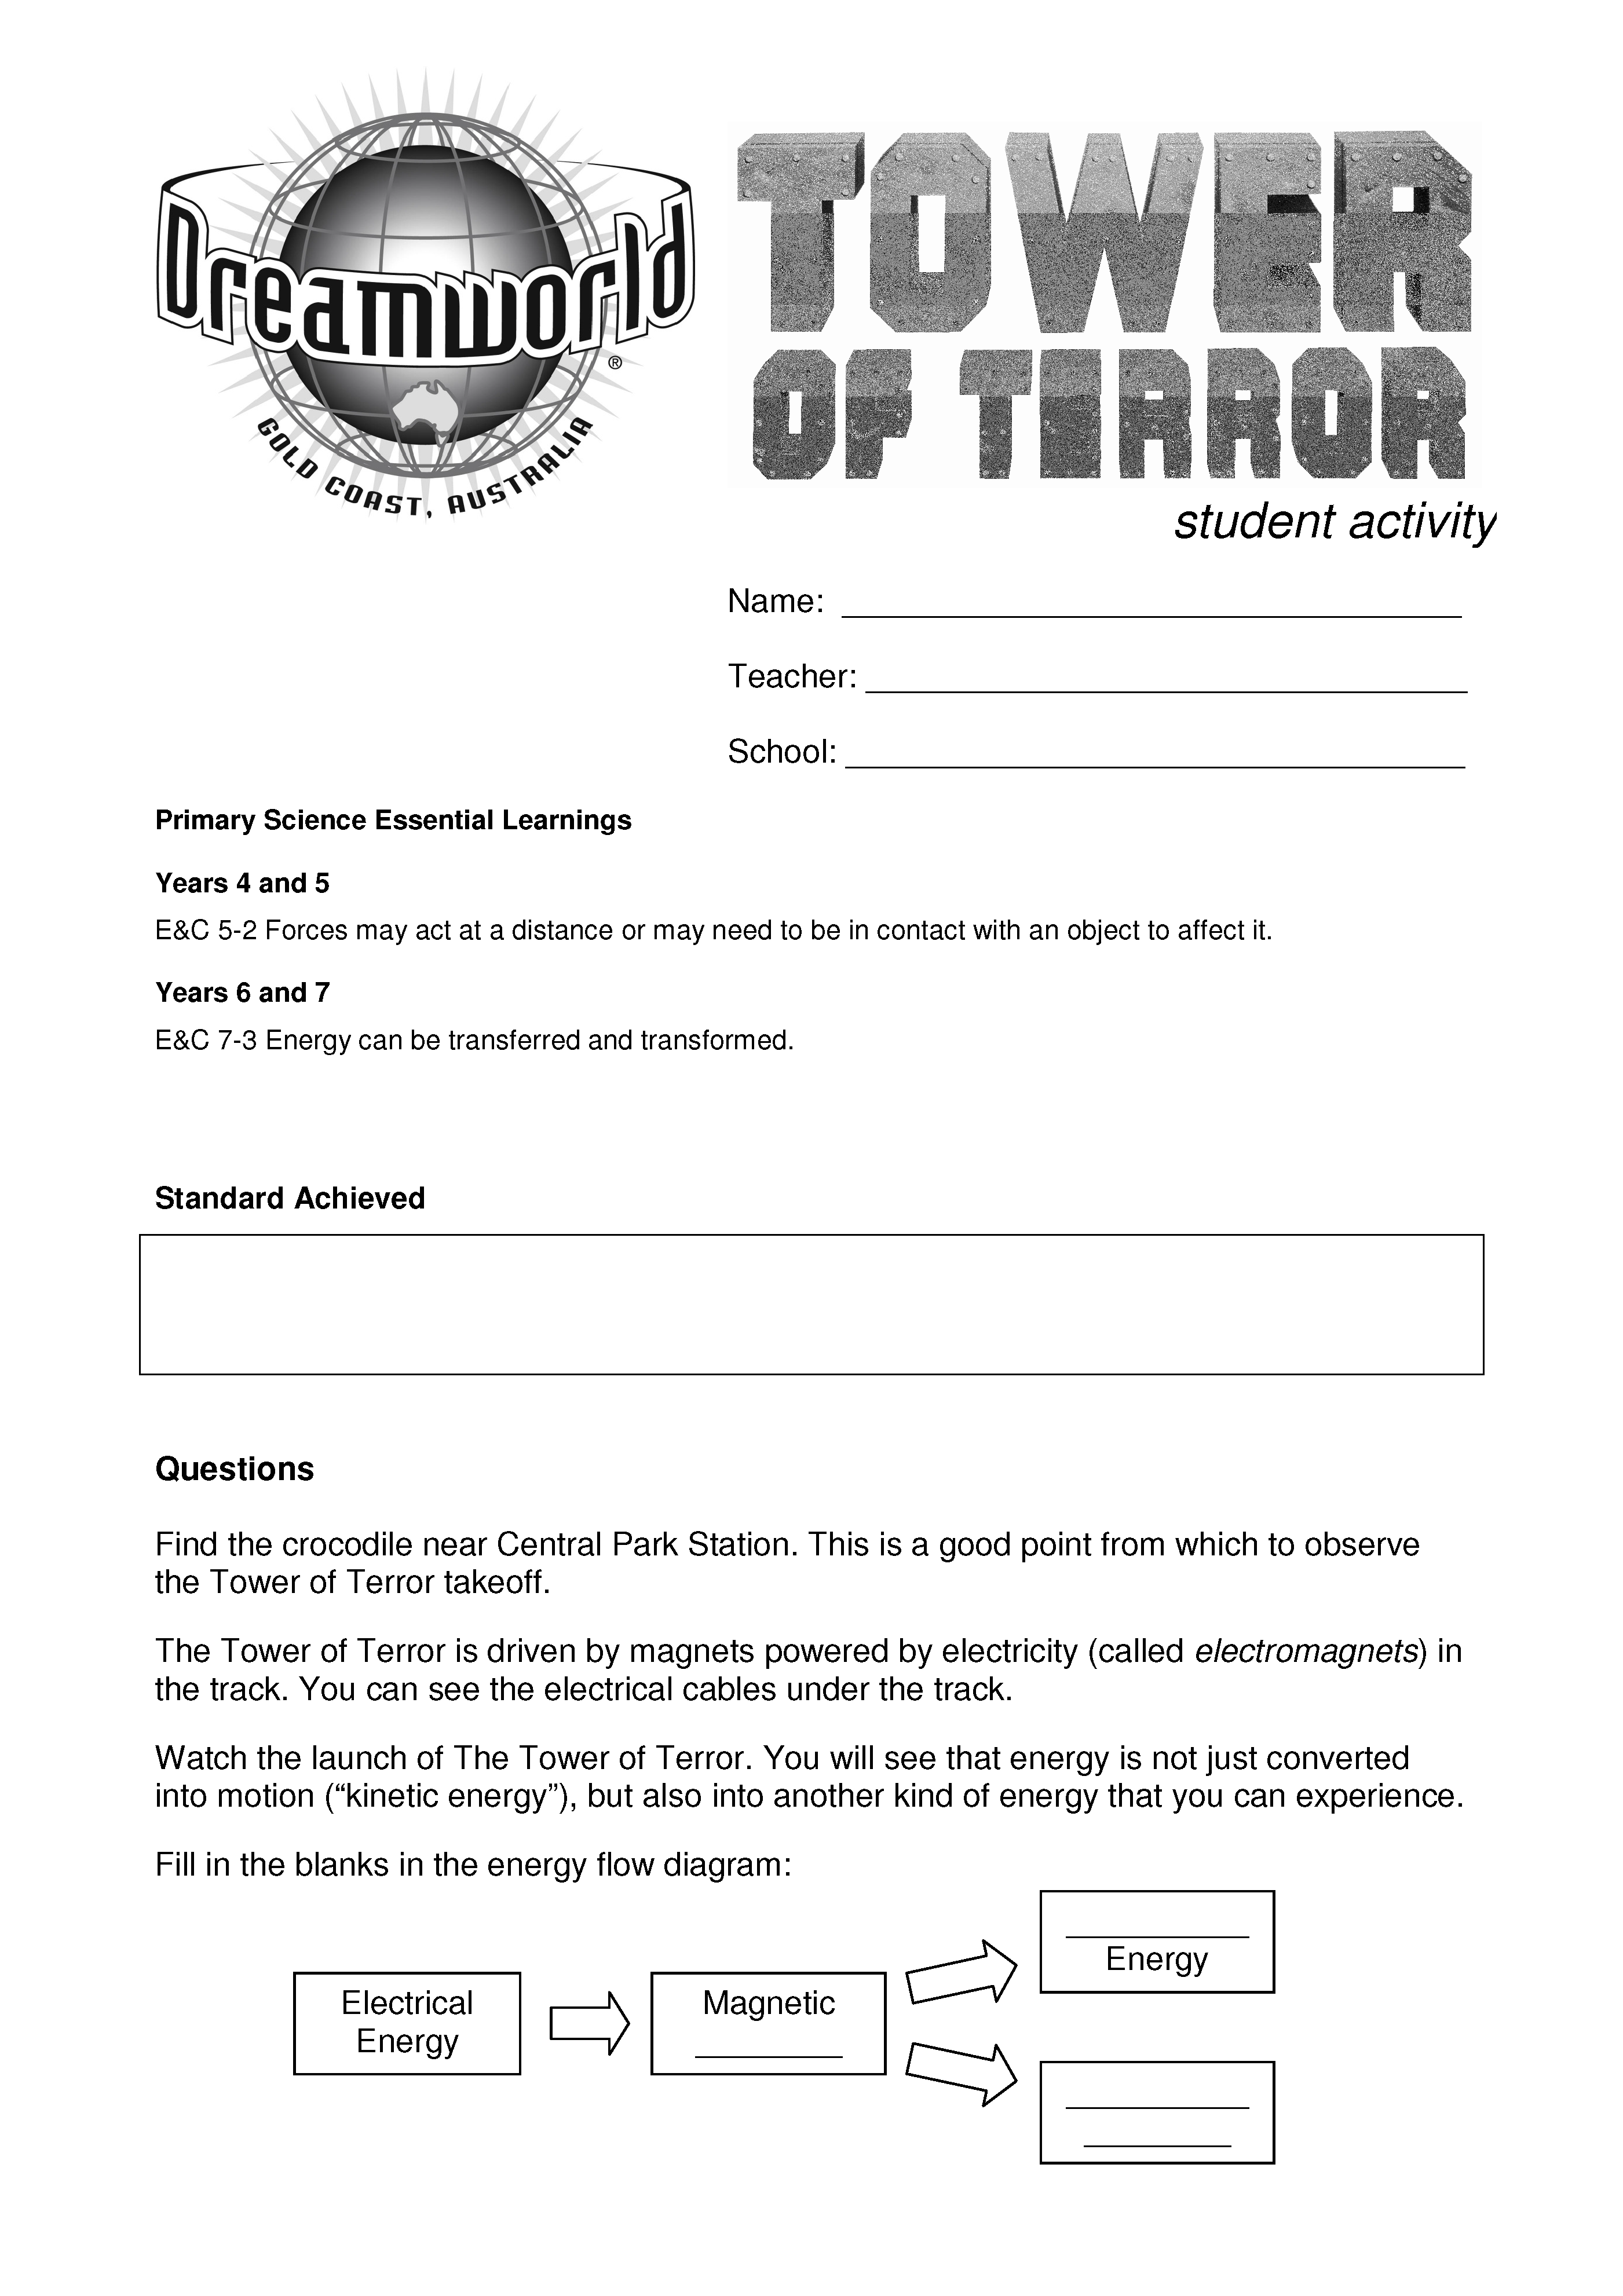 Dreamworld
®
GOLD COAST, AUSTRALIA
TOWER
OF TERROR
student activity
Name: 
Teacher: 
School: 
Primary Science Essential Learnings
Years 4 and 5
E&C 5-2 Forces may act at a distance or may need to be in contact with an object to affect it.
Years 6 and 7
E&C 7-3 Energy can be transferred and transformed.
Standard Achieved
Questions
Find the crocodile near Central Park Station. This is a good point from which to observe
the Tower of Terror takeoff.
The Tower of Terror is driven by magnets powered by electricity (called electromagnets) in
the track. You can see the electrical cables under the track.
Watch the launch of The Tower of Terror. You will see that energy is not just converted
into motion (“kinetic energy”), but also into another kind of energy that you can experience.
Fill in the blanks in the energy flow diagram:
Electrical
Energy
Magnetic
Energy